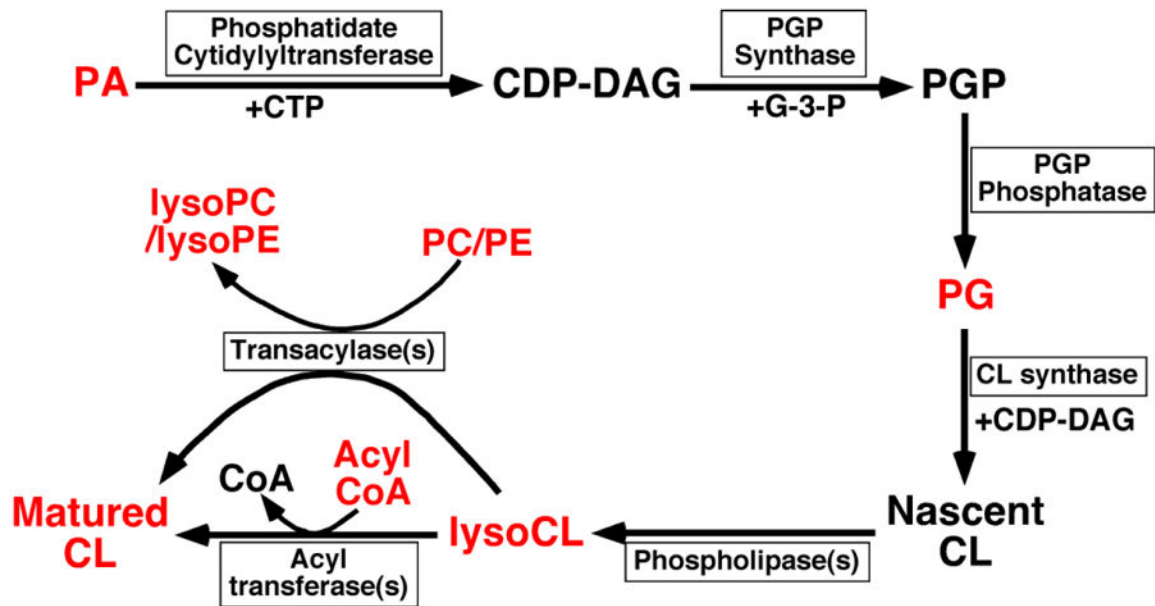 Phosphatidate
Cytidylyltransferase
PGP
Synthase
PA
CDP-DAG
PGP
+CTP
+G-3-P
PGP
Phosphatase
lysoPC
/lysoPE
PC/PE
PG
Transacylase(s)
CL synthase
+CDP-DAG
CoA
Acyl
CoA
Matured
CL
lysoCL
Nascent
CL
Acyl
transferase(s)
Phospholipase(s)